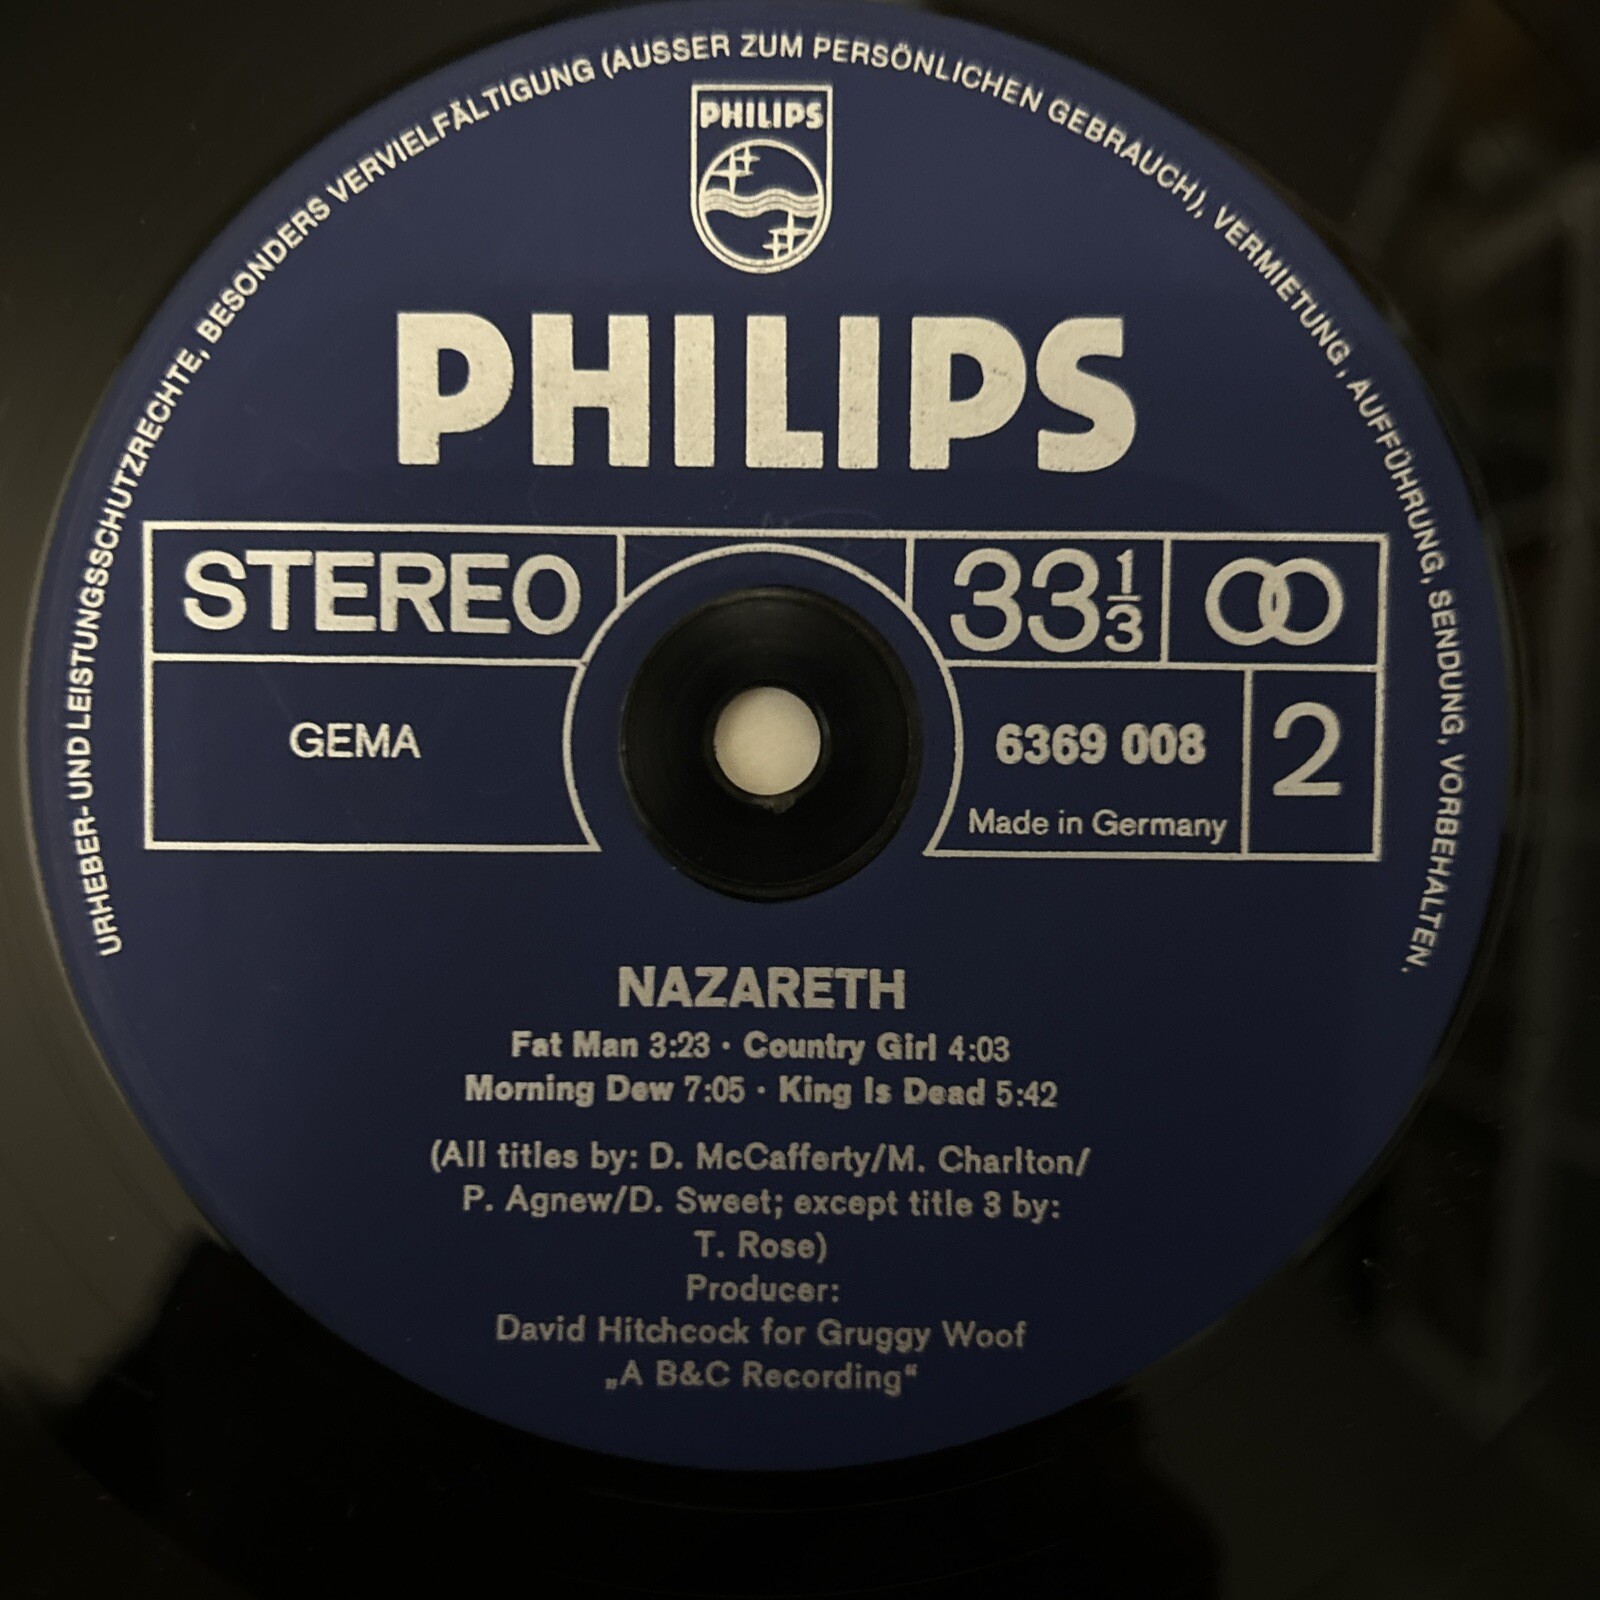 URHEBER- UND LEISTUNGSSCHUTZRECHTE, BESONDERS VERVIELFÄLTIGUNG (AUSSER ZUM PERSÖNLICHEN GEBRAUCH), VERMIETUNG, AUFFÜHRUNG, SENDUNG, VORBEHALTEN.
PHILIPS
PHILIPS
STEREO
33 1/3
GEMA
6369 008
2
Made in Germany
NAZARETH
Fat Man 3:23 · Country Girl 4:03
Morning Dew 7:05 · King Is Dead 5:42
(All titles by: D. McCafferty/M. Charlton/
P. Agnew/D. Sweet; except title 3 by:
T. Rose)
Producer:
David Hitchcock for Gruggy Woof
„A B&C Recording“